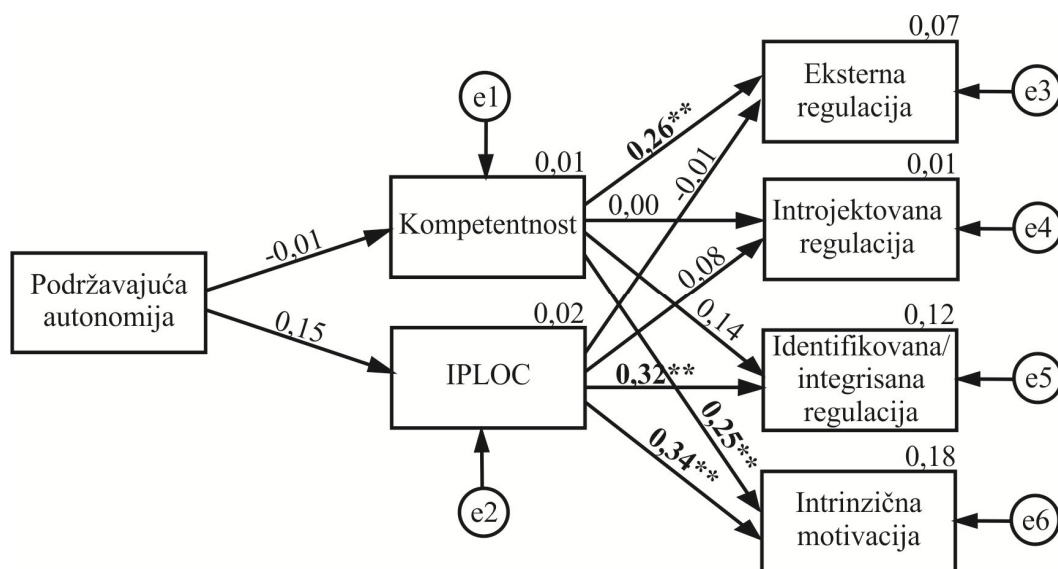 0,07
Eksterna
regulacija
e3
e1
0,26**
-0,01
0,01
Kompetentnost
0,00
0,01
Introjektovana
regulacija
e4
-0,01
Podržavajuća
autonomija
0,15
0,08
0,02
IPLOC
0,14
0,32**
0,12
Identifikovana/
integrisana
regulacija
e5
0,25**
0,34**
e2
0,18
Intrinzična
motivacija
e6